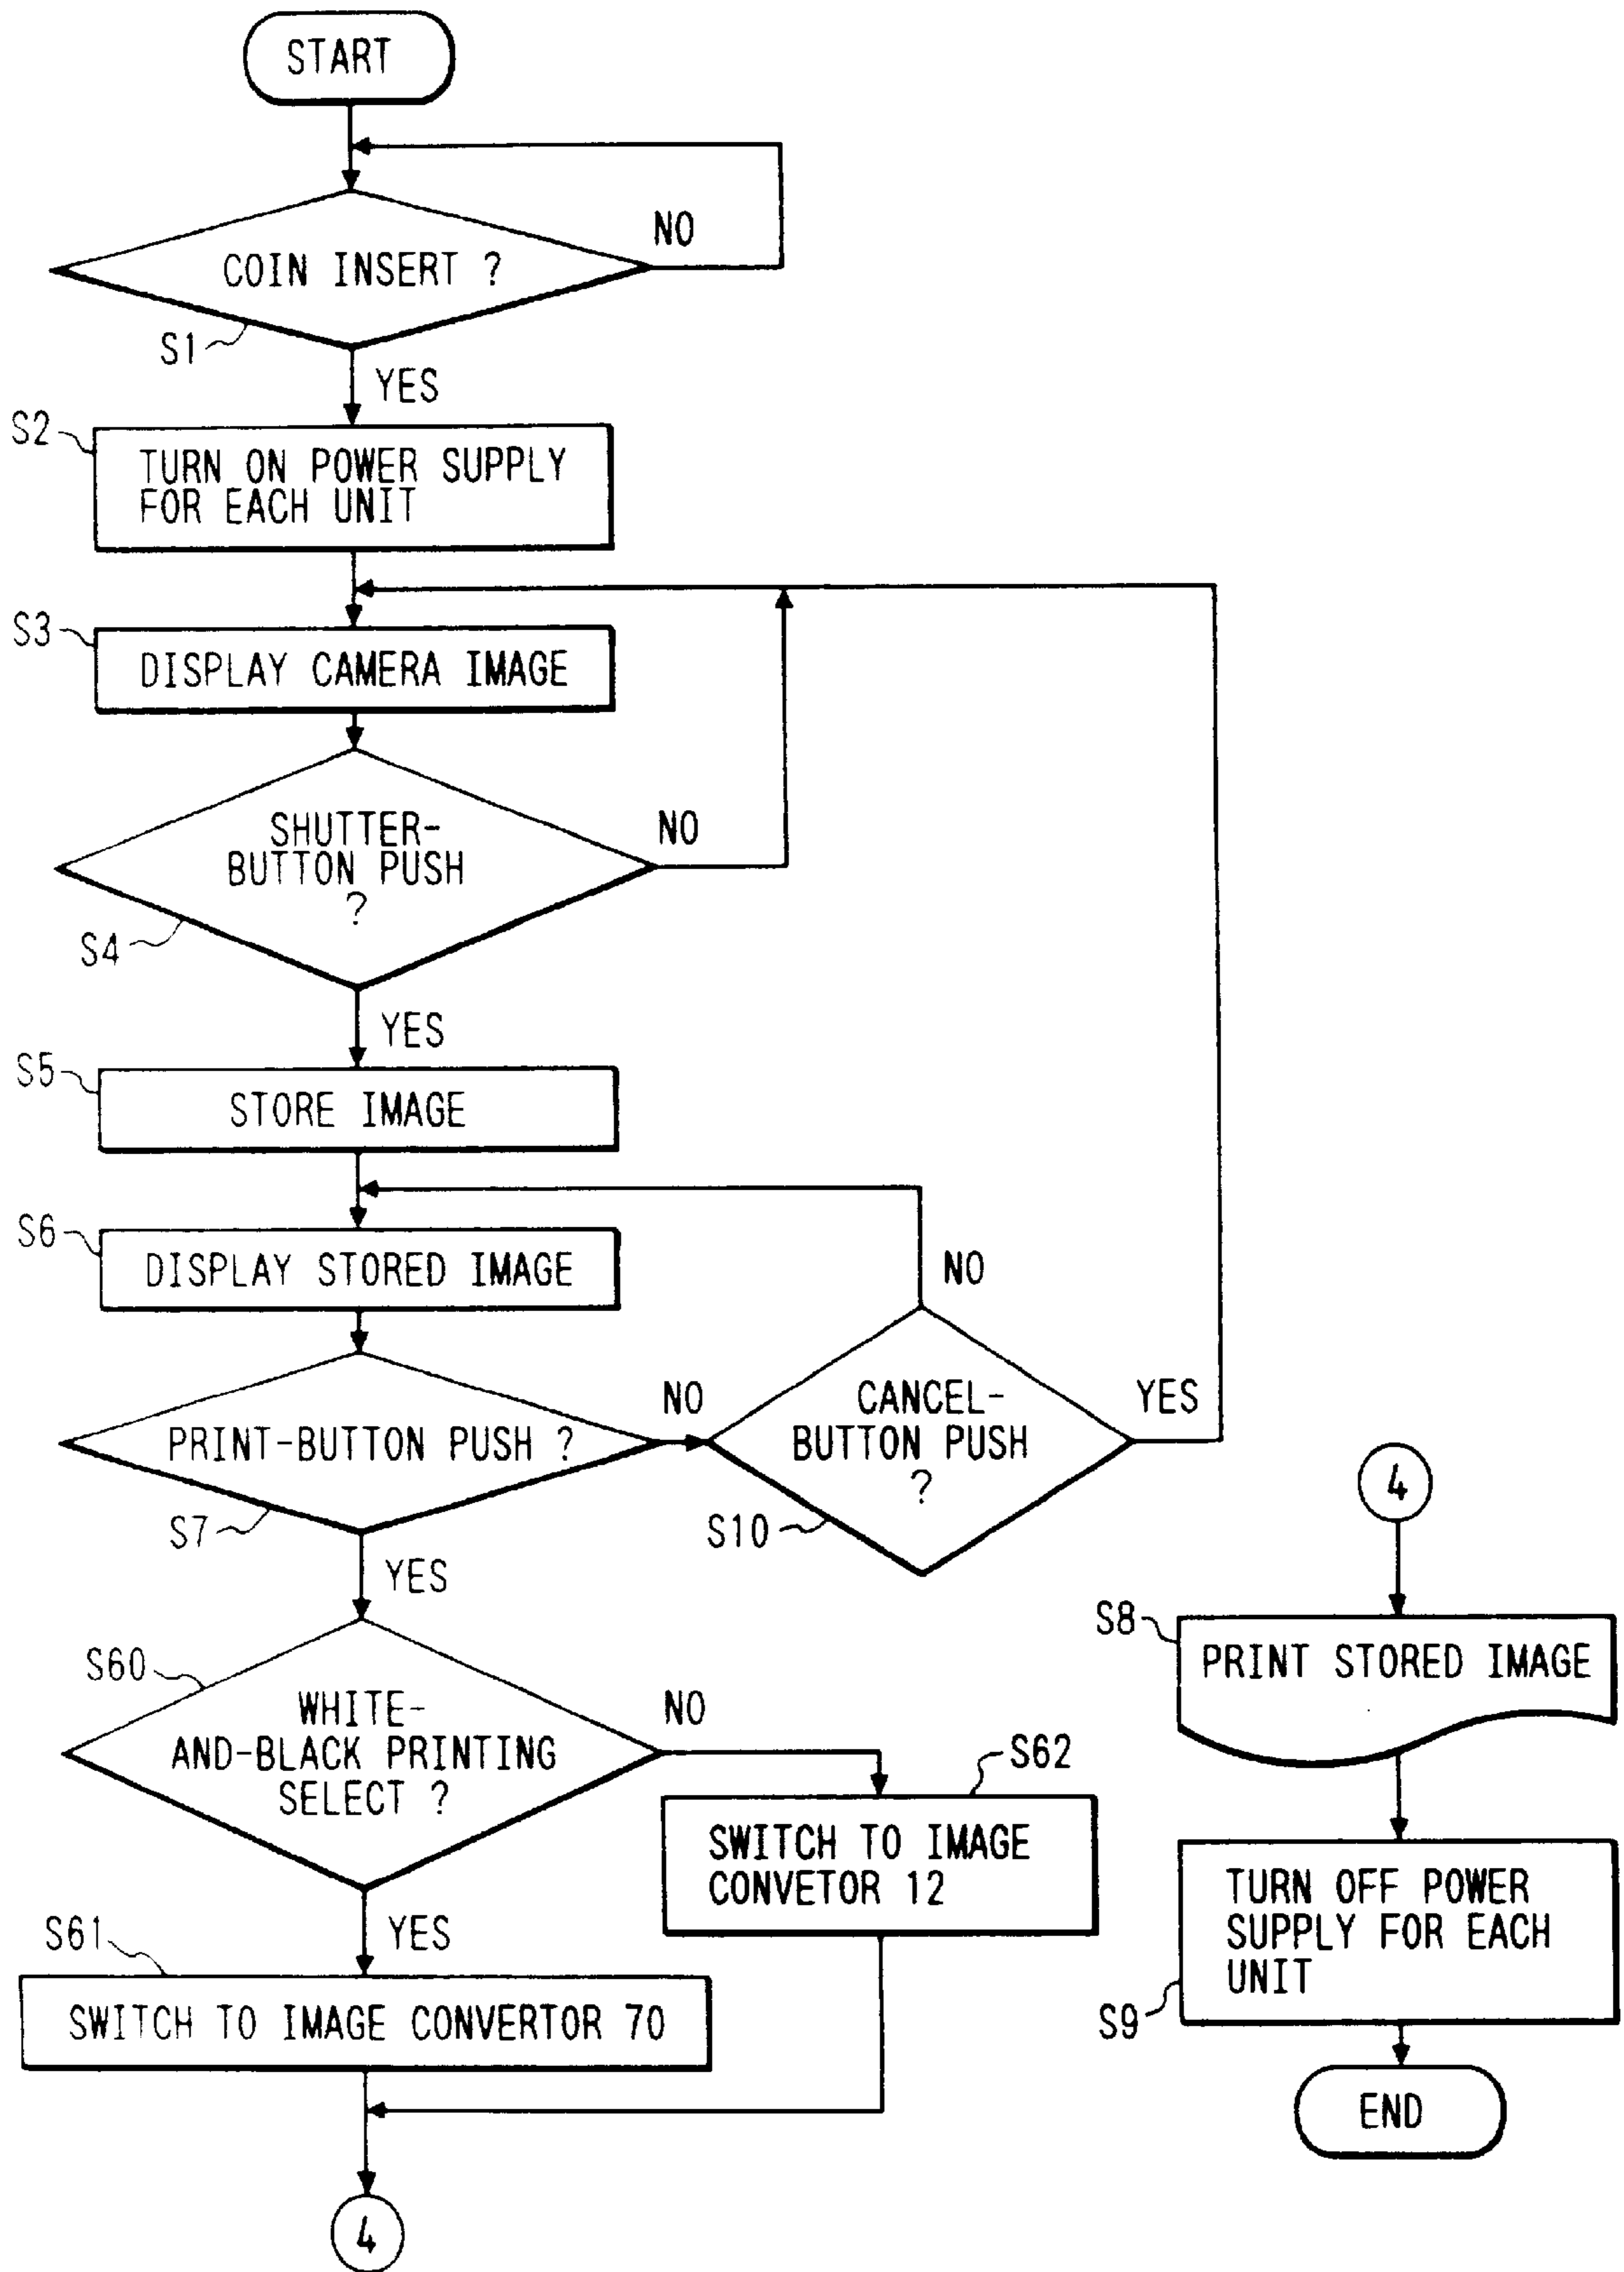 START
NO
COIN INSERT ?
S1
YES
S2
TURN ON POWER SUPPLY
FOR EACH UNIT
S3
DISPLAY CAMERA IMAGE
SHUTTER-
BUTTON PUSH
?
NO
S4
YES
S5
STORE IMAGE
S6
DISPLAY STORED IMAGE
NO
PRINT-BUTTON PUSH ?
NO
CANCEL-
BUTTON PUSH
?
YES
S7
S10
YES
S60
WHITE-
AND-BLACK PRINTING
SELECT ?
NO
S62
SWITCH TO IMAGE
CONVETOR 12
YES
S61
SWITCH TO IMAGE CONVERTOR 70
4
4
S8
PRINT STORED IMAGE
TURN OFF POWER
SUPPLY FOR EACH
UNIT
S9
END